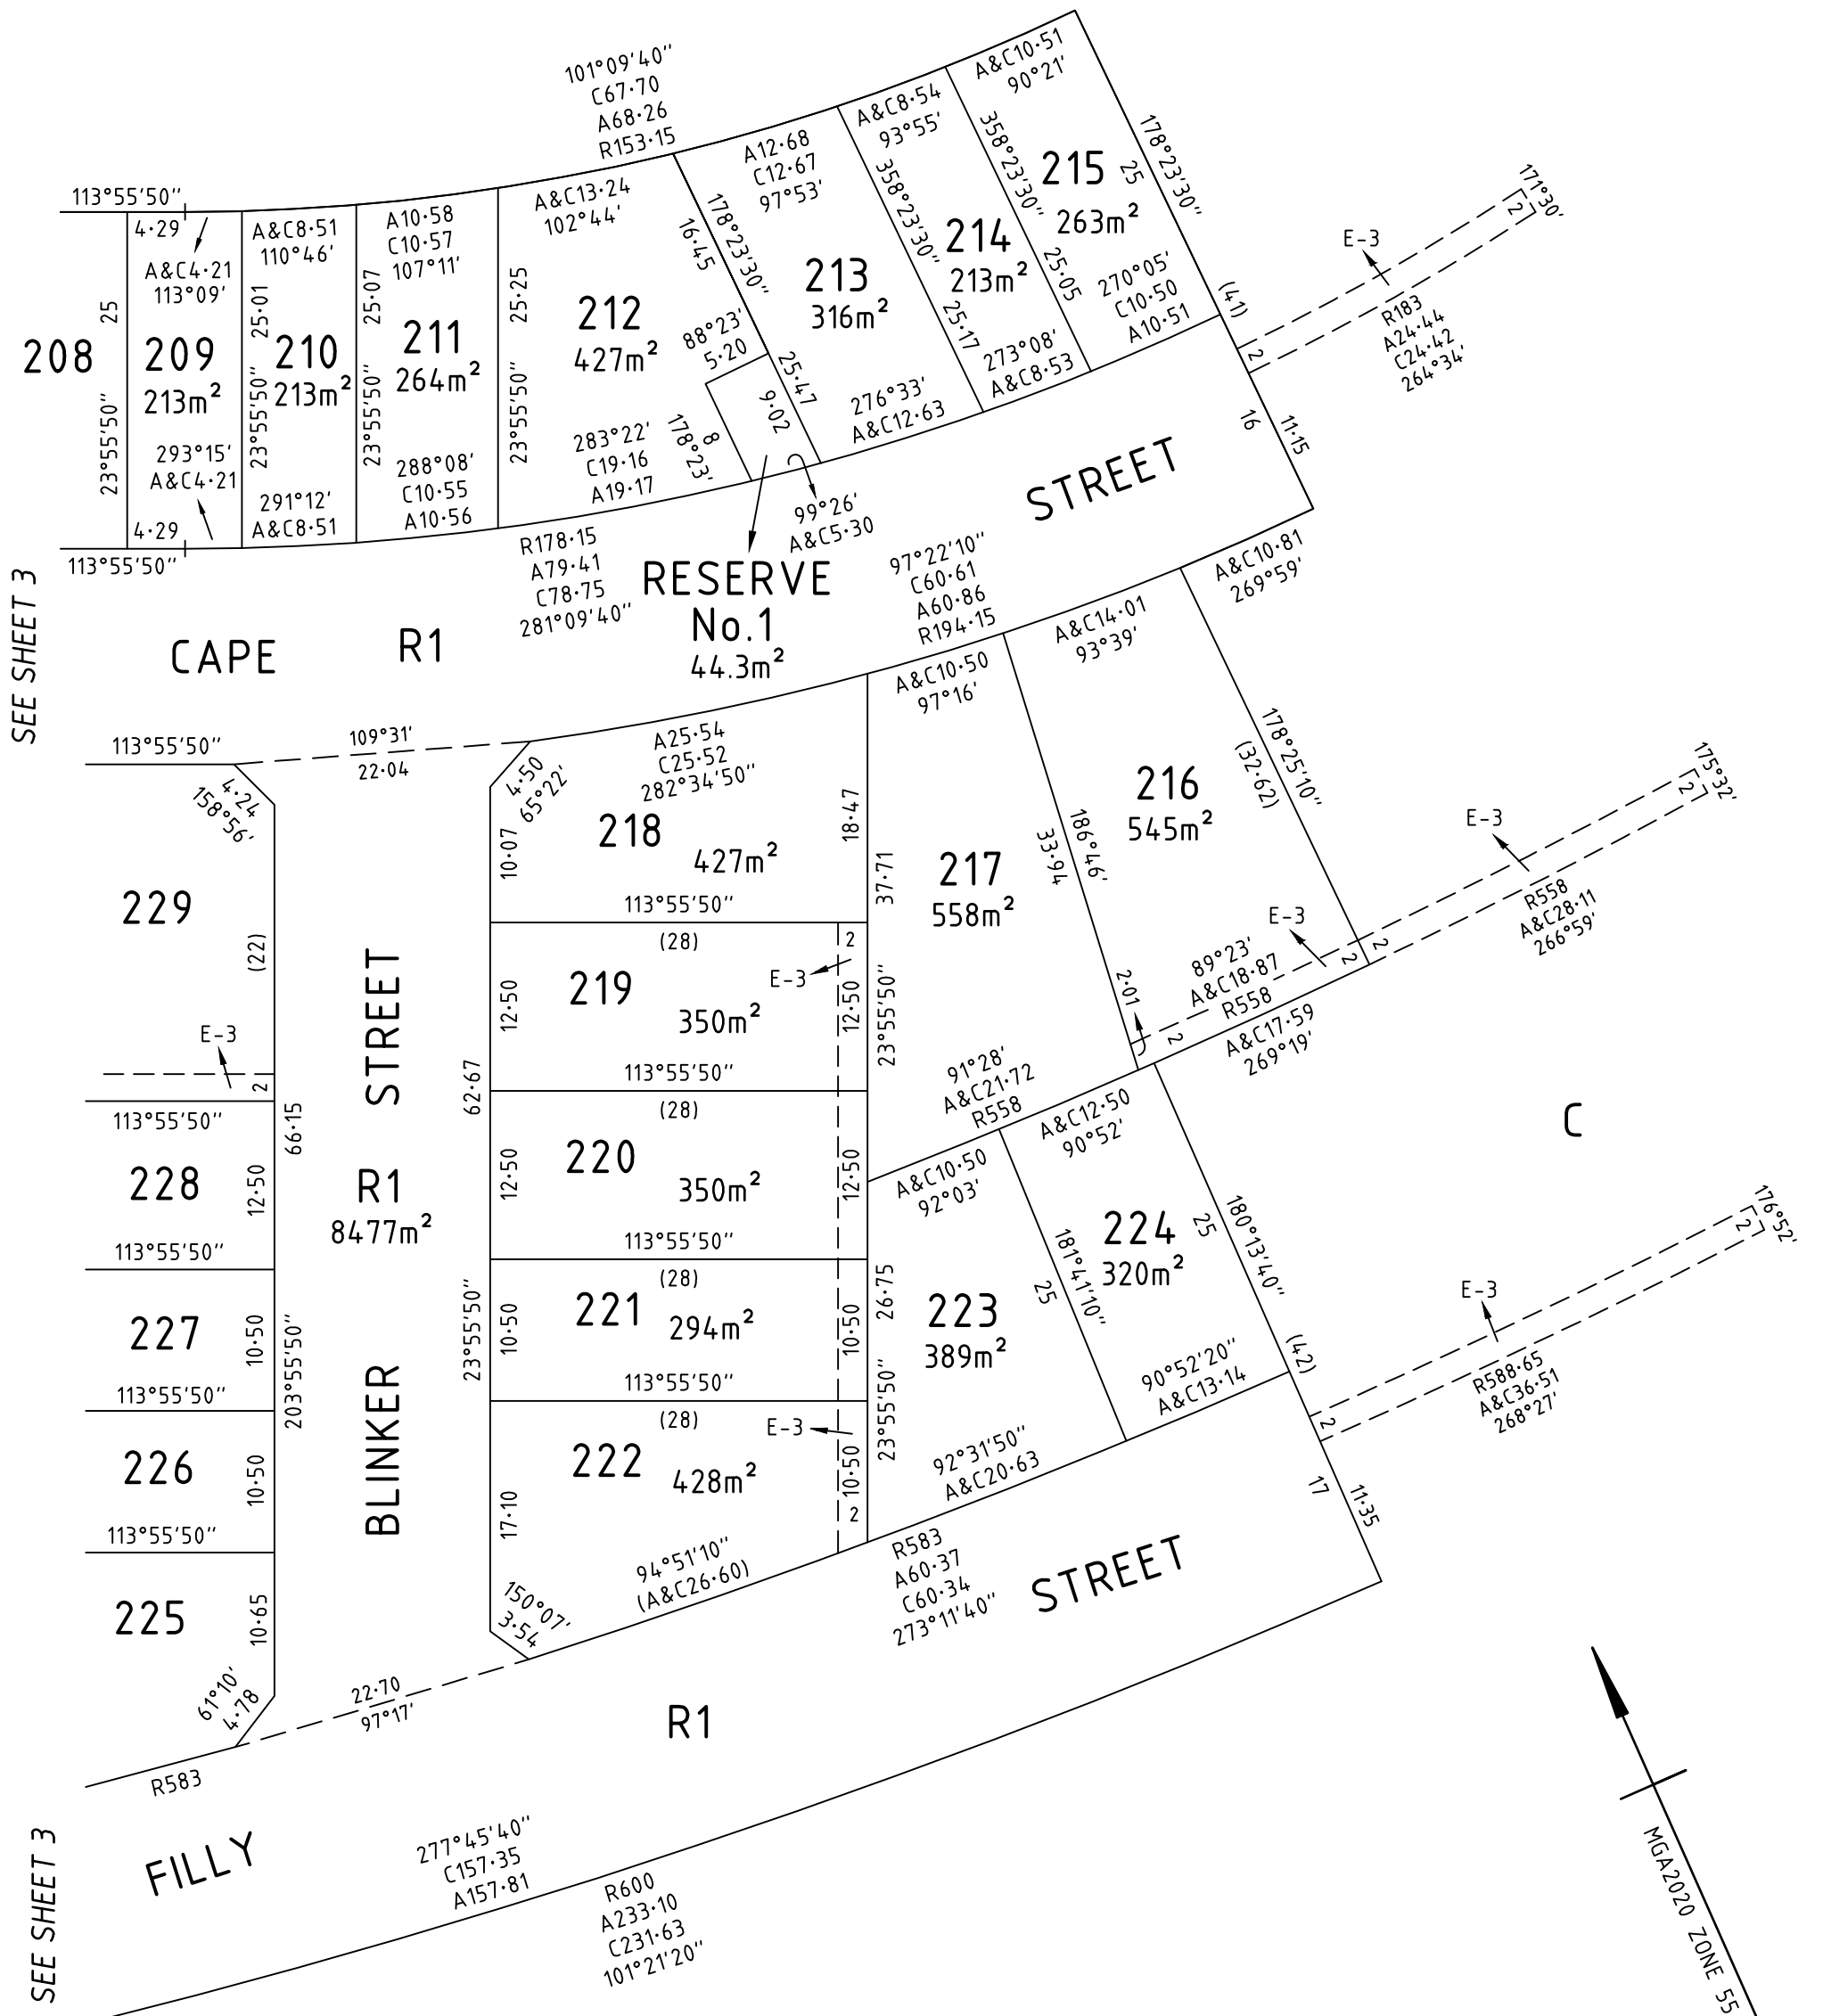 101°09'40"
C67·70
A68·26
R153·15
113°55'50"
4·29
A&C4·21
113°09'
A&C8·51
110°46'
A10·58
C10·57
107°11'
A&C13·24
102°44'
A12·68
C12·67
97°53'
A&C8·54
93°55'
A&C10·51
90°21'
208
25
23°55'50"
209
213m²
293°15'
A&C4·21
4·29
113°55'50"
25·01
23°55'50"
210
213m²
291°12'
A&C8·51
25·07
23°55'50"
211
264m²
288°08'
C10·55
A10·56
25·25
23°55'50"
212
427m²
283°22'
C19·16
A19·17
178°23'30"
16·45
88°23'
5·20
9·02
8
178°23'
25·47
213
316m²
276°33'
A&C12·63
358°23'30"
25·17
214
213m²
273°08'
A&C8·53
358°23'30"
25·05
215
263m²
270°05'
C10·50
A10·51
178°23'30"
25
(41)
2
16
11·15
E-3
171°30'
2
R183
A24·44
C24·42
264°34'
99°26'
A&C5·30
RESERVE
No.1
44.3m²
R178·15
A79·41
C78·75
281°09'40"
SEE SHEET 3
CAPE
R1
STREET
97°22'10"
C60·61
A60·86
R194·15
A&C10·81
269°59'
A&C14·01
93°39'
A&C10·50
97°16'
113°55'50"
109°31'
22·04
4·24
158°56'
4·50
65°22'
A25·54
C25·52
282°34'50"
10·07
218
427m²
18·47
37·71
23°55'50"
113°55'50"
217
558m²
186°46'
33·94
216
545m²
178°25'10"
(32·62)
2
2
E-3
89°23'
A&C18·87
R558
2·01
2
A&C17·59
269°19'
E-3
175°32'
2
R558
A&C28·11
266°59'
229
(22)
E-3
2
113°55'50"
66·15
203°55'50"
228
12·50
113°55'50"
227
10·50
113°55'50"
226
10·50
113°55'50"
225
10·65
61°10'
4·78
BLINKER
STREET
R1
8477m²
62·67
23°55'50"
(28)
2
E-3
219
350m²
12·50
12·50
113°55'50"
(28)
220
350m²
12·50
12·50
113°55'50"
(28)
221
294m²
10·50
10·50
113°55'50"
(28)
E-3
222
428m²
17·10
10·50
2
94°51'10"
(A&C26·60)
150°07'
3·54
91°28'
A&C21·72
R558
A&C12·50
90°52'
A&C10·50
92°03'
26·75
23°55'50"
223
389m²
181°41'10"
25
92°31'50"
A&C20·63
224
320m²
25
180°13'40"
90°52'20"
A&C13·14
(42)
2
17
11·35
C
E-3
176°52'
2
R588·65
A&C36·51
268°27'
R583
A60·37
C60·34
273°11'40"
STREET
22·70
97°17'
R583
R1
FILLY
SEE SHEET 3
277°45'40"
C157·35
A157·81
R600
A233·10
C231·63
101°21'20"
MGA2020 ZONE 55